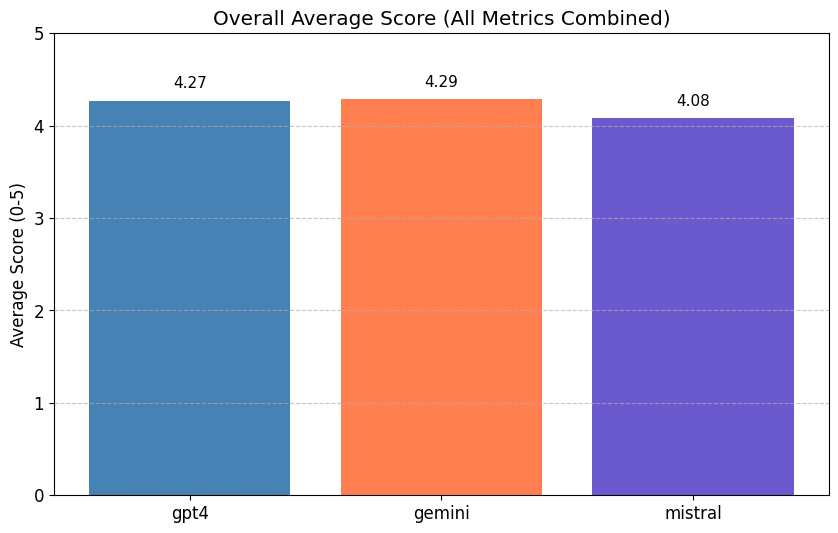 Overall Average Score (All Metrics Combined)
5
4
3
2
1
0
Average Score (0-5)
4.27
4.29
4.08
gpt4
gemini
mistral